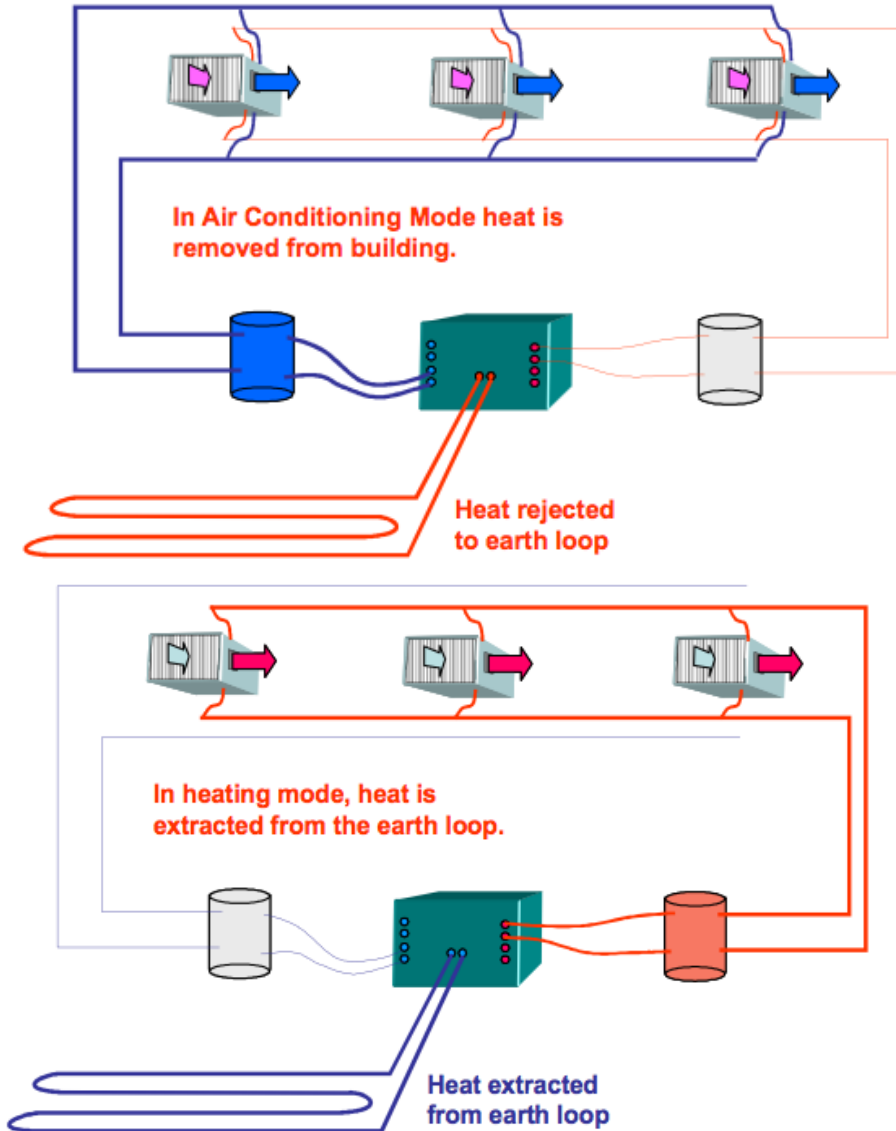 In Air Conditioning Mode heat is
removed from building.
Heat rejected
to earth loop
In heating mode, heat is
extracted from the earth loop.
Heat extracted
from earth loop